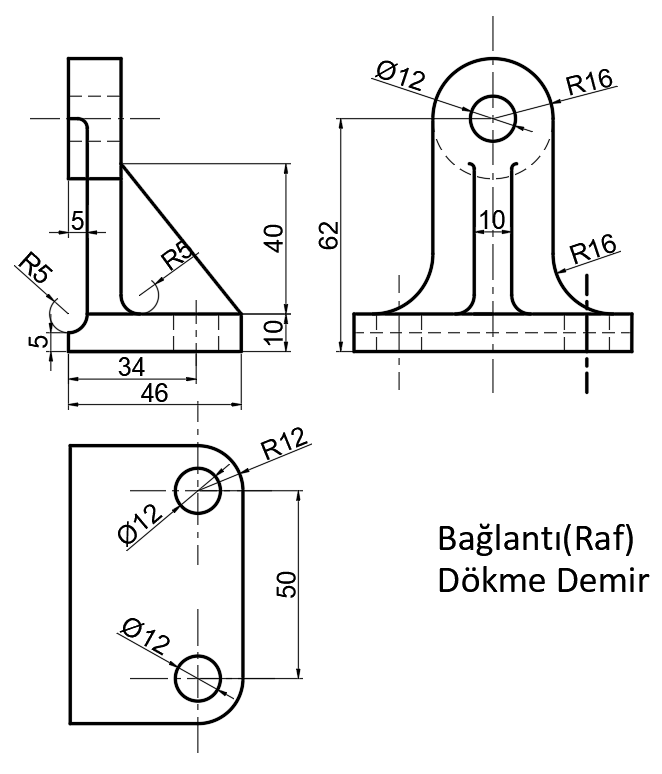 Ø12
R16
5
R5
R5
40
10
62
10
R16
5
34
46
R12
Ø12
50
Ø12
Bağlantı(Raf)
Dökme Demir